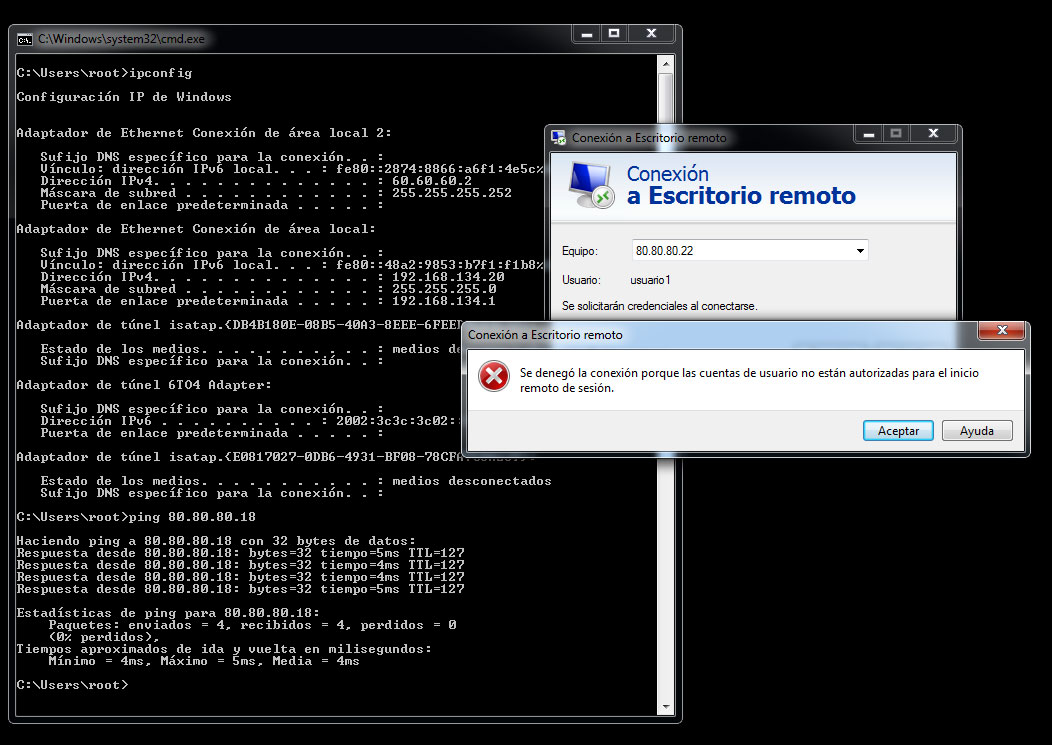 C:\Windows\system32\cmd.exe
C:\Users\root>ipconfig
Configuración IP de Windows
Adaptador de Ethernet Conexión de área local 2:
Sufijo DNS específico para la conexión. . :
Vínculo: dirección IPv6 local. . . : fe80::2874:8866:a6f1:4e5c%
Dirección IPv4. . . . . . . . . . . . . . : 60.60.60.2
Máscara de subred . . . . . . . . . . . . : 255.255.255.252
Puerta de enlace predeterminada . . . . . :
Adaptador de Ethernet Conexión de área local:
Sufijo DNS específico para la conexión. . :
Vínculo: dirección IPv6 local. . . : fe80::48a2:9853:b7f1:f1b8%
Dirección IPv4. . . . . . . . . . . . . . : 192.168.134.20
Máscara de subred . . . . . . . . . . . . : 255.255.255.0
Puerta de enlace predeterminada . . . . . : 192.168.134.1
Adaptador de túnel isatap.{DB4B180E-08B5-40A3-8EEE-6FEED
Estado de los medios. . . . . . . . . . . : medios de
Sufijo DNS específico para la conexión. . :
Adaptador de túnel 6TO4 Adapter:
Sufijo DNS específico para la conexión. . :
Dirección IPv6 . . . . . . . . . . : 2002:3c3c:3c02:
Puerta de enlace predeterminada . . . . . :
Adaptador de túnel isatap.{E0817027-0DB6-4931-BF08-78CFA
Estado de los medios. . . . . . . . . . . : medios desconectados
Sufijo DNS específico para la conexión. . :
C:\Users\root>ping 80.80.80.18
Haciendo ping a 80.80.80.18 con 32 bytes de datos:
Respuesta desde 80.80.80.18: bytes=32 tiempo=5ms TTL=127
Respuesta desde 80.80.80.18: bytes=32 tiempo=4ms TTL=127
Respuesta desde 80.80.80.18: bytes=32 tiempo=4ms TTL=127
Respuesta desde 80.80.80.18: bytes=32 tiempo=5ms TTL=127
Estadísticas de ping para 80.80.80.18:
Paquetes: enviados = 4, recibidos = 4, perdidos = 0
(0% perdidos),
Tiempos aproximados de ida y vuelta en milisegundos:
Mínimo = 4ms, Máximo = 5ms, Media = 4ms
C:\Users\root>
Conexión a Escritorio remoto
Conexión
a Escritorio remoto
Equipo: 80.80.80.22
Usuario: usuario1
Se solicitarán credenciales al conectarse.
Conexión a Escritorio remoto
Se denegó la conexión porque las cuentas de usuario no están autorizadas para el inicio
remoto de sesión.
Aceptar Ayuda